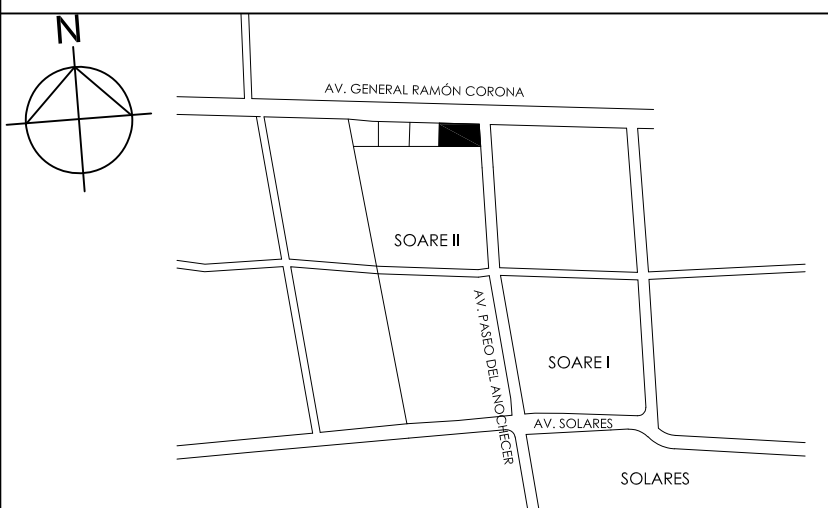 N
AV. GENERAL RAMÓN CORONA
SOARE II
AV. PASEO DEL ANOCHECER
SOARE I
AV. SOLARES
SOLARES